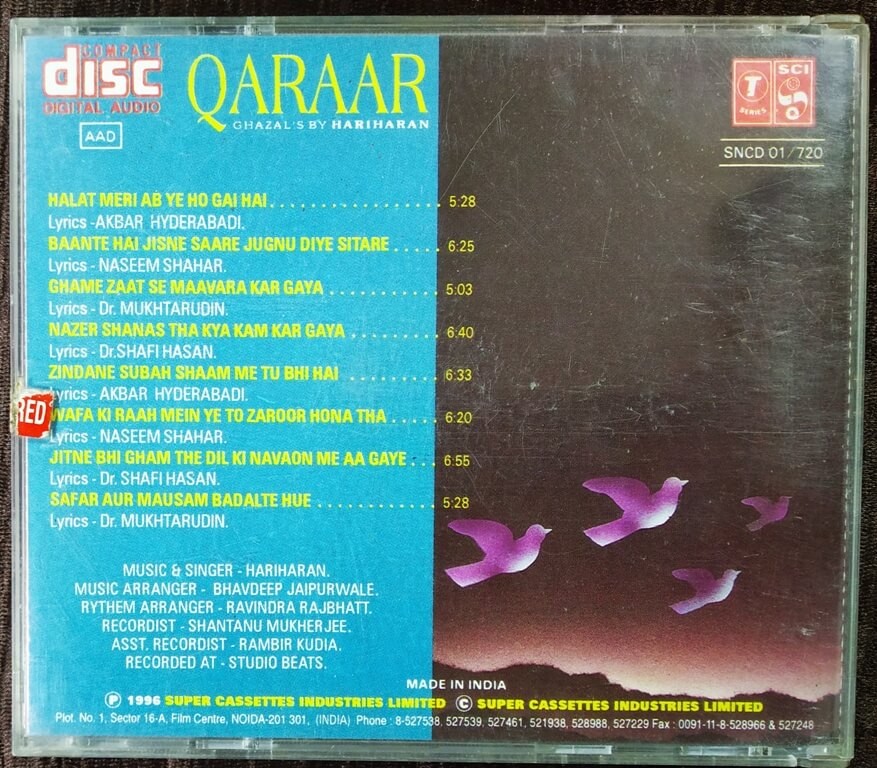 COMPACT
disc
DIGITAL AUDIO
AAD
QARAAR
GHAZAL'S BY HARIHARAN
T
SERIES
SCI
SNCD 01/720
HALAT MERI AB YE HO GAI HAI.................. 5:28
Lyrics -AKBAR HYDERABADI.
BAANTE HAI JISNE SAARE JUGNU DIYE SITARE ..... 6:25
Lyrics - NASEEM SHAHAR.
GHAME ZAAT SE MAAVARA KAR GAYA ........... 5:03
Lyrics - Dr. MUKHTARUDIN.
NAZER SHANAS THA KYA KAM KAR GAYA ......... 6:40
Lyrics - Dr.SHAFI HASAN.
ZINDANE SUBAH SHAAM ME TU BHI HAI ......... 6:33
Lyrics - AKBAR HYDERABADI.
RED
WAFA KI RAAH MEIN YE TO ZAROOR HONA THA ..... 6:20
Lyrics - NASEEM SHAHAR.
JITNE BHI GHAM THE DIL KI NAVAON ME AA GAYE ... 6:55
Lyrics - Dr. SHAFI HASAN.
SAFAR AUR MAUSAM BADALTE HUE ............ 5:28
Lyrics - Dr. MUKHTARUDIN.
MUSIC & SINGER - HARIHARAN.
MUSIC ARRANGER - BHAVDEEP JAIPURWALE.
RYTHEM ARRANGER - RAVINDRA RAJBHATT.
RECORDIST - SHANTANU MUKHERJEE.
ASST. RECORDIST - RAMBIR KUDIA.
RECORDED AT - STUDIO BEATS.
MADE IN INDIA
Ⓟ 1996 SUPER CASSETTES INDUSTRIES LIMITED © SUPER CASSETTES INDUSTRIES LIMITED
Plot. No. 1, Sector 16-A, Film Centre, NOIDA-201 301, (INDIA) Phone : 8-527538, 527539, 527461, 521938, 528988, 527229 Fax : 0091-11-8-528966 & 527248